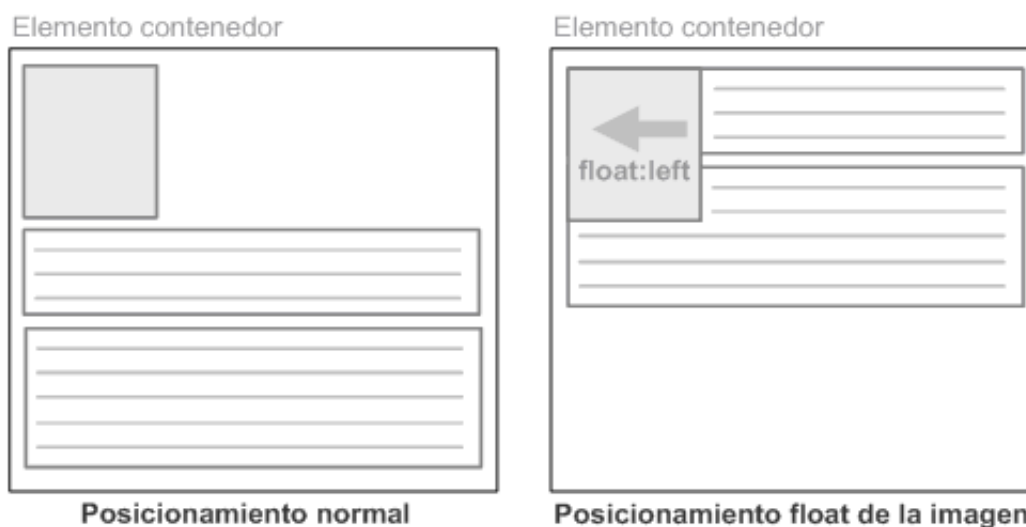 Elemento contenedor
Elemento contenedor
float:left
Posicionamiento normal
Posicionamiento float de la imagen